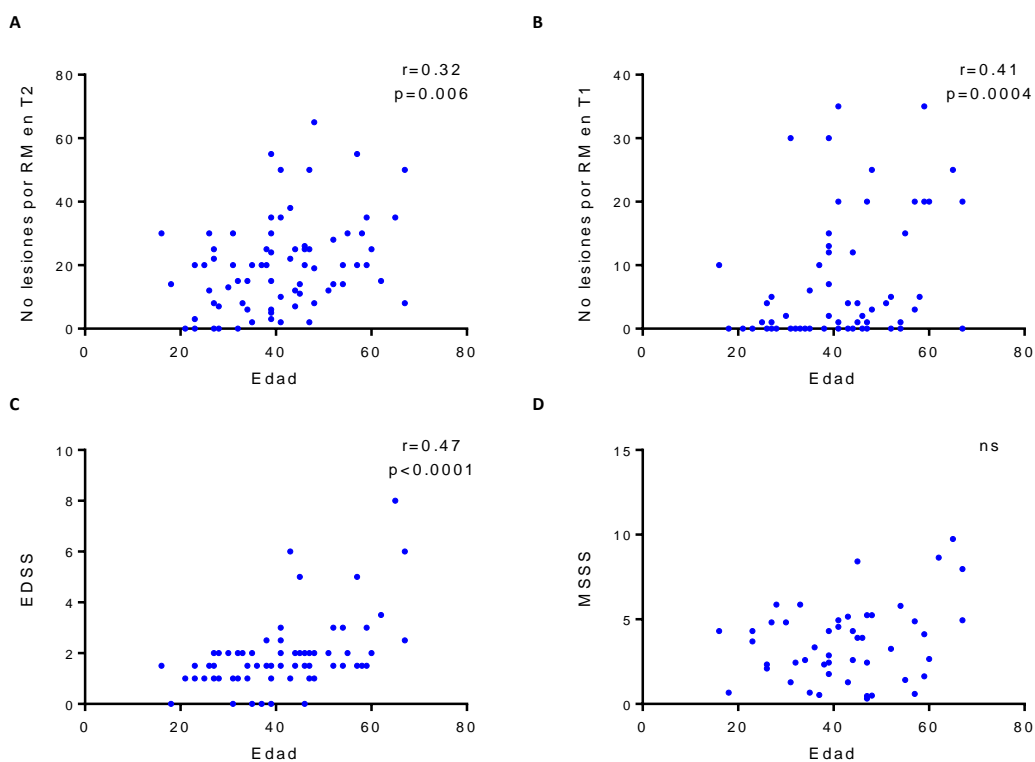 A
r=0.32
p=0.006
80
60
40
20
0
No lesiones por RM en T2
0 20 40 60 80
Edad
B
r=0.41
p=0.0004
40
30
20
10
0
No lesiones por RM en T1
0 20 40 60 80
Edad
C
r=0.47
p<0.0001
10
8
6
4
2
0
EDSS
0 20 40 60 80
Edad
D
ns
15
10
5
0
MSSS
0 20 40 60 80
Edad